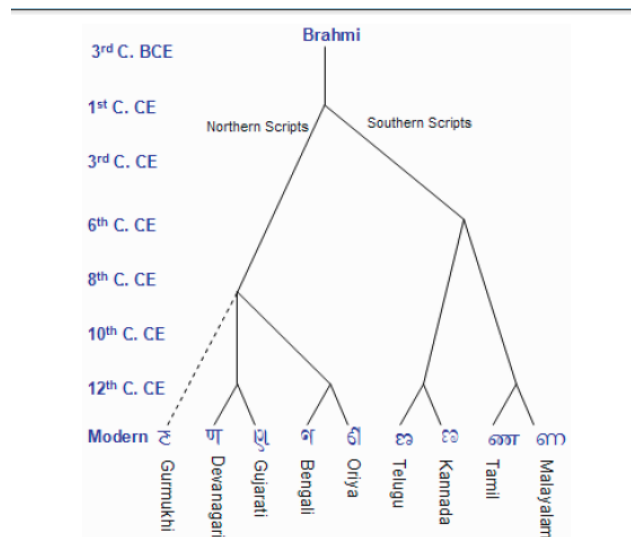 Brahmi
3rd C. BCE
1st C. CE
Northern Scripts
Southern Scripts
3rd C. CE
6th C. CE
8th C. CE
10th C. CE
12th C. CE
Modern ਣ ण ણ ণ ଣ ణ ಣ ண ണ
Gurmukhi
Devanagari
Gujarati
Bengali
Oriya
Telugu
Kannada
Tamil
Malayalam